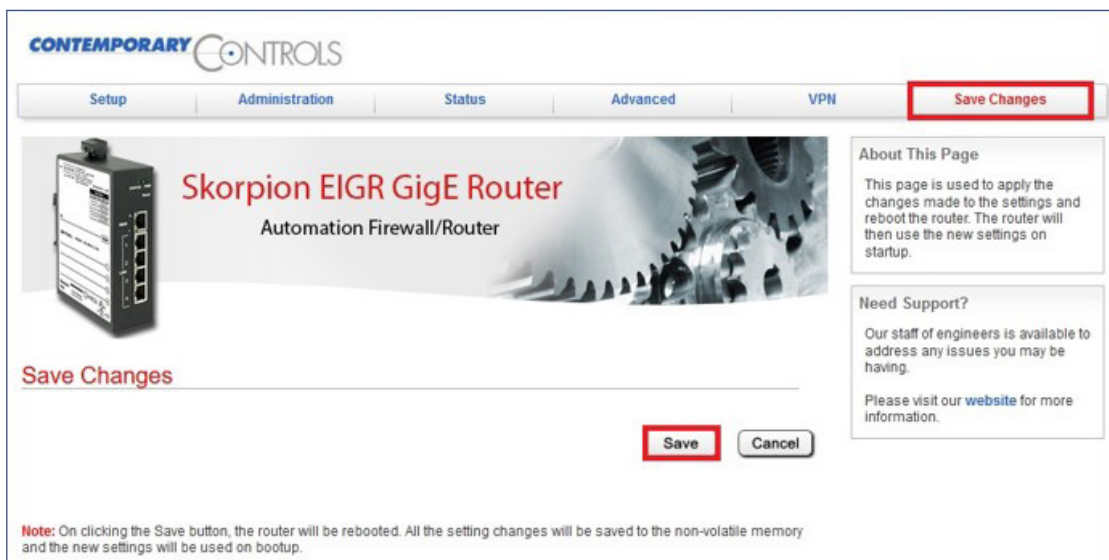 CONTEMPORARY CONTROLS
Setup Administration Status Advanced VPN Save Changes
Skorpion EIGR GigE Router
Automation Firewall/Router
About This Page
This page is used to apply the
changes made to the settings and
reboot the router. The router will
then use the new settings on
startup.
Need Support?
Our staff of engineers is available to
address any issues you may be
having.
Please visit our website for more
information.
Save Changes
Save Cancel
Note: On clicking the Save button, the router will be rebooted. All the setting changes will be saved to the non-volatile memory
and the new settings will be used on bootup.